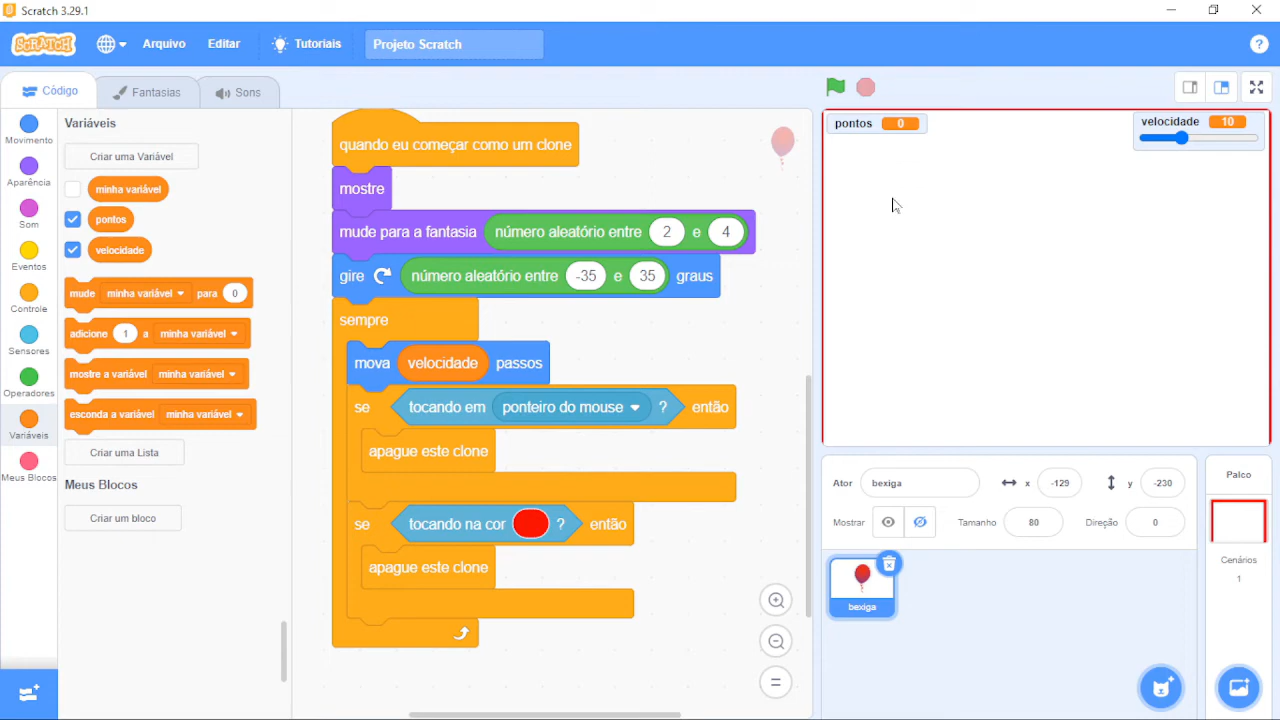 Scratch 3.29.1
SCRATCH
Arquivo
Editar
Tutoriais
Projeto Scratch
Código
Fantasias
Sons
Movimento
Aparência
Som
Eventos
Controle
Sensores
Operadores
Variáveis
Meus Blocos
Variáveis
Criar uma Variável
minha variável
pontos
velocidade
mude minha variável para 0
adicione 1 a minha variável
mostre a variável minha variável
esconda a variável minha variável
Criar uma Lista
Meus Blocos
Criar um bloco
quando eu começar como um clone
mostre
mude para a fantasia número aleatório entre 2 e 4
gire número aleatório entre -35 e 35 graus
sempre
mova velocidade passos
se tocando em ponteiro do mouse ? então
apague este clone
se tocando na cor ? então
apague este clone
pontos 0
velocidade 10
Ator bexiga x -129 y -230
Mostrar Tamanho 80 Direção 0
bexiga
Palco
Cenários
1